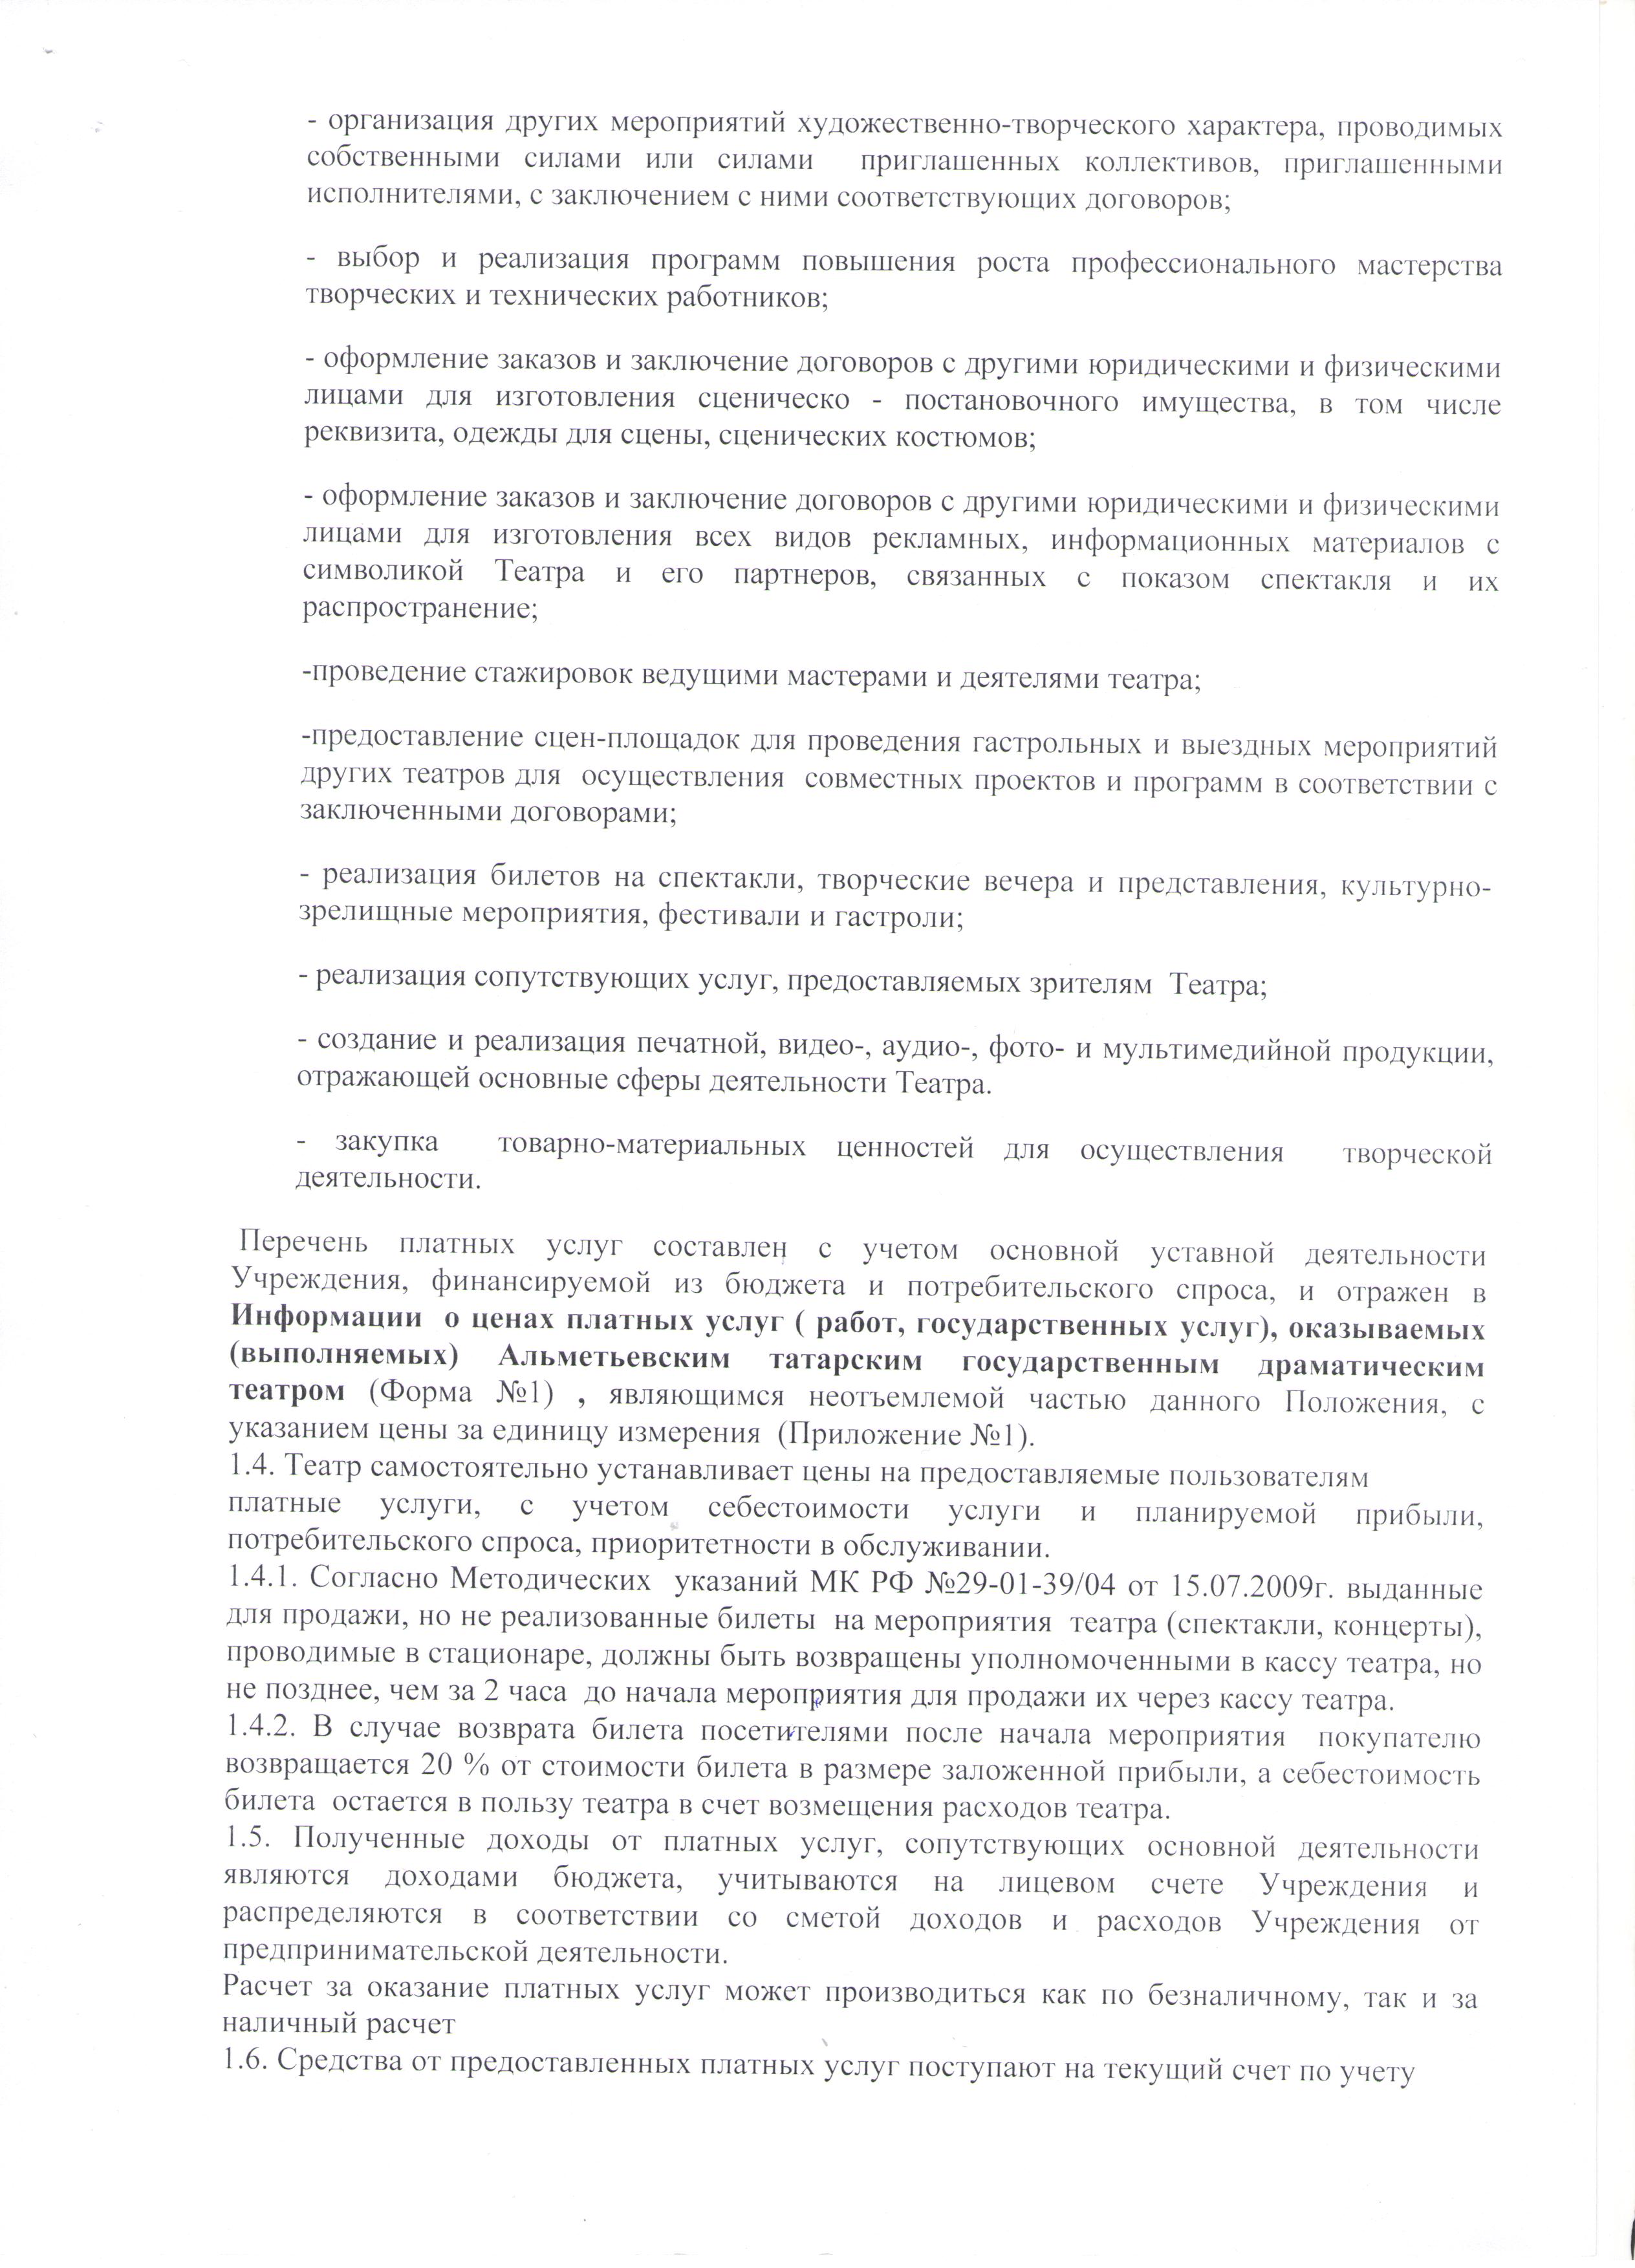 - организация других мероприятий художественно-творческого характера, проводимых
собственными силами или силами приглашенных коллективов, приглашенными
исполнителями, с заключением с ними соответствующих договоров;
- выбор и реализация программ повышения роста профессионального мастерства
творческих и технических работников;
- оформление заказов и заключение договоров с другими юридическими и физическими
лицами для изготовления сценическо - постановочного имущества, в том числе
реквизита, одежды для сцены, сценических костюмов;
- оформление заказов и заключение договоров с другими юридическими и физическими
лицами для изготовления всех видов рекламных, информационных материалов с
символикой Театра и его партнеров, связанных с показом спектакля и их
распространение;
-проведение стажировок ведущими мастерами и деятелями театра;
-предоставление сцен-площадок для проведения гастрольных и выездных мероприятий
других театров для осуществления совместных проектов и программ в соответствии с
заключенными договорами;
- реализация билетов на спектакли, творческие вечера и представления, культурно-
зрелищные мероприятия, фестивали и гастроли;
- реализация сопутствующих услуг, предоставляемых зрителям Театра;
- создание и реализация печатной, видео-, аудио-, фото- и мультимедийной продукции,
отражающей основные сферы деятельности Театра.
- закупка товарно-материальных ценностей для осуществления творческой
деятельности.
Перечень платных услуг составлен с учетом основной уставной деятельности
Учреждения, финансируемой из бюджета и потребительского спроса, и отражен в
Информации о ценах платных услуг ( работ, государственных услуг), оказываемых
(выполняемых) Альметьевским татарским государственным драматическим
театром (Форма №1) , являющимся неотъемлемой частью данного Положения, с
указанием цены за единицу измерения (Приложение №1).
1.4. Театр самостоятельно устанавливает цены на предоставляемые пользователям
платные услуги, с учетом себестоимости услуги и планируемой прибыли,
потребительского спроса, приоритетности в обслуживании.
1.4.1. Согласно Методических указаний МК РФ №29-01-39/04 от 15.07.2009г. выданные
для продажи, но не реализованные билеты на мероприятия театра (спектакли, концерты),
проводимые в стационаре, должны быть возвращены уполномоченными в кассу театра, но
не позднее, чем за 2 часа до начала мероприятия для продажи их через кассу театра.
1.4.2. В случае возврата билета посетителями после начала мероприятия покупателю
возвращается 20 % от стоимости билета в размере заложенной прибыли, а себестоимость
билета остается в пользу театра в счет возмещения расходов театра.
1.5. Полученные доходы от платных услуг, сопутствующих основной деятельности
являются доходами бюджета, учитываются на лицевом счете Учреждения и
распределяются в соответствии со сметой доходов и расходов Учреждения от
предпринимательской деятельности.
Расчет за оказание платных услуг может производиться как по безналичному, так и за
наличный расчет
1.6. Средства от предоставленных платных услуг поступают на текущий счет по учету